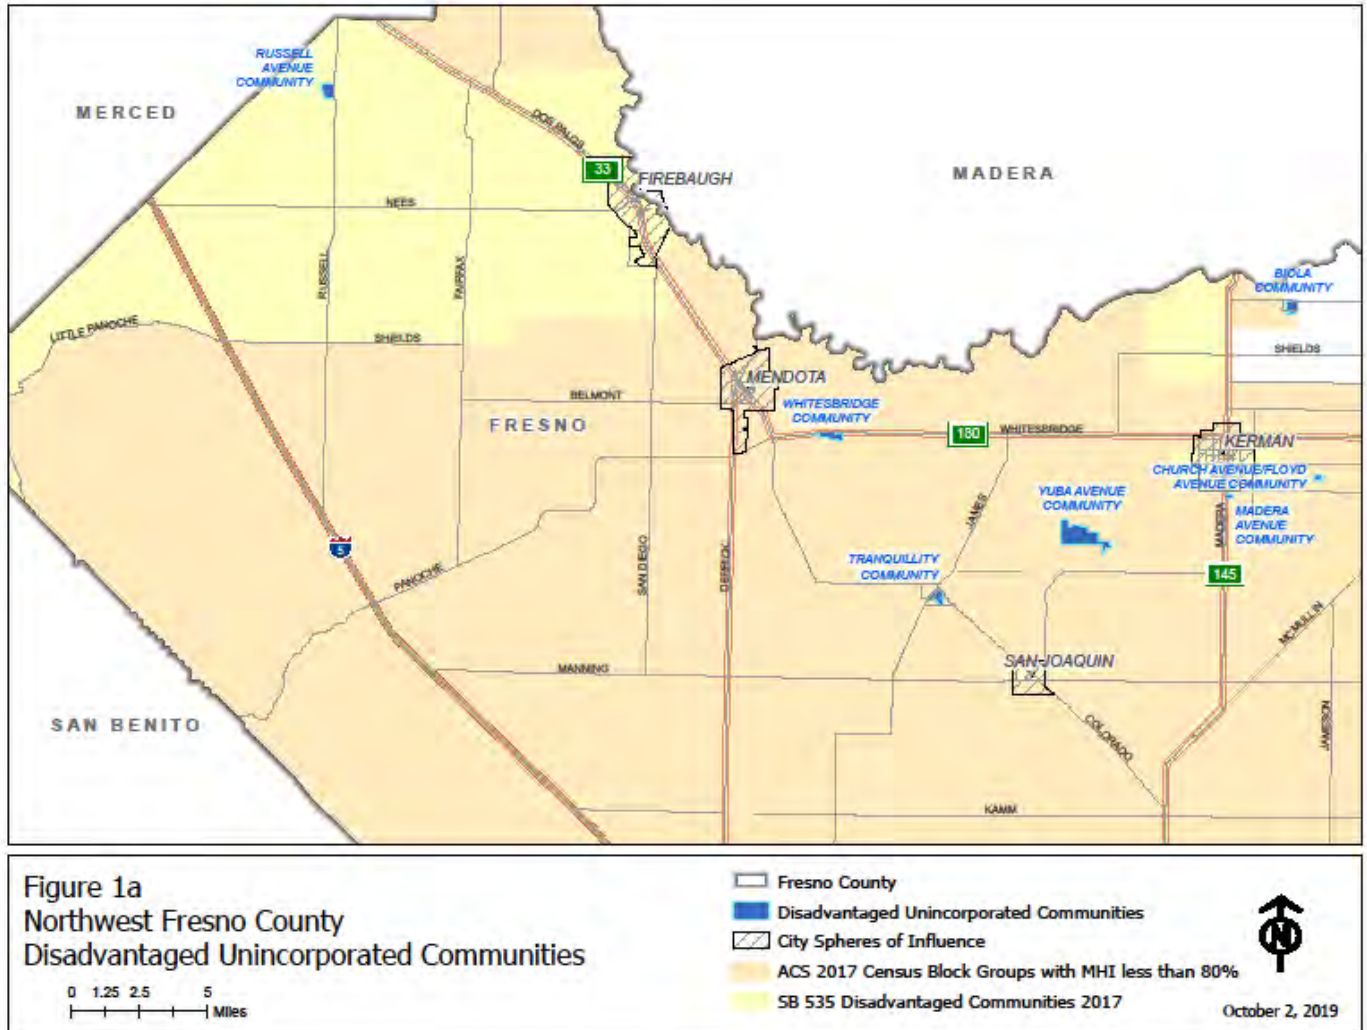 RUSSELL
AVENUE
COMMUNITY
MERCED
DOS PALOS
33
FIREBAUGH
MADERA
NEES
RUSSELL
FAIRFAX
BIOLA
COMMUNITY
LITTLE PANOCHE
SHIELDS
SHIELDS
MENDOTA
BELMONT
WHITESBRIDGE
COMMUNITY
FRESNO
180
WHITESBRIDGE
KERMAN
CHURCH AVENUE/FLOYD
AVENUE COMMUNITY
YUBA AVENUE
COMMUNITY
JAMES
MADERA
MADERA
AVENUE
COMMUNITY
5
PANOCHE
SAN DIEGO
DERRICK
TRANQUILLITY
COMMUNITY
145
MCMULLIN
MANNING
SAN JOAQUIN
SAN BENITO
COLORADO
JAMESON
KAMM
Figure 1a
Northwest Fresno County
Disadvantaged Unincorporated Communities
0 1.25 2.5 5
Miles
Fresno County
Disadvantaged Unincorporated Communities
City Spheres of Influence
ACS 2017 Census Block Groups with MHI less than 80%
SB 535 Disadvantaged Communities 2017
N
October 2, 2019